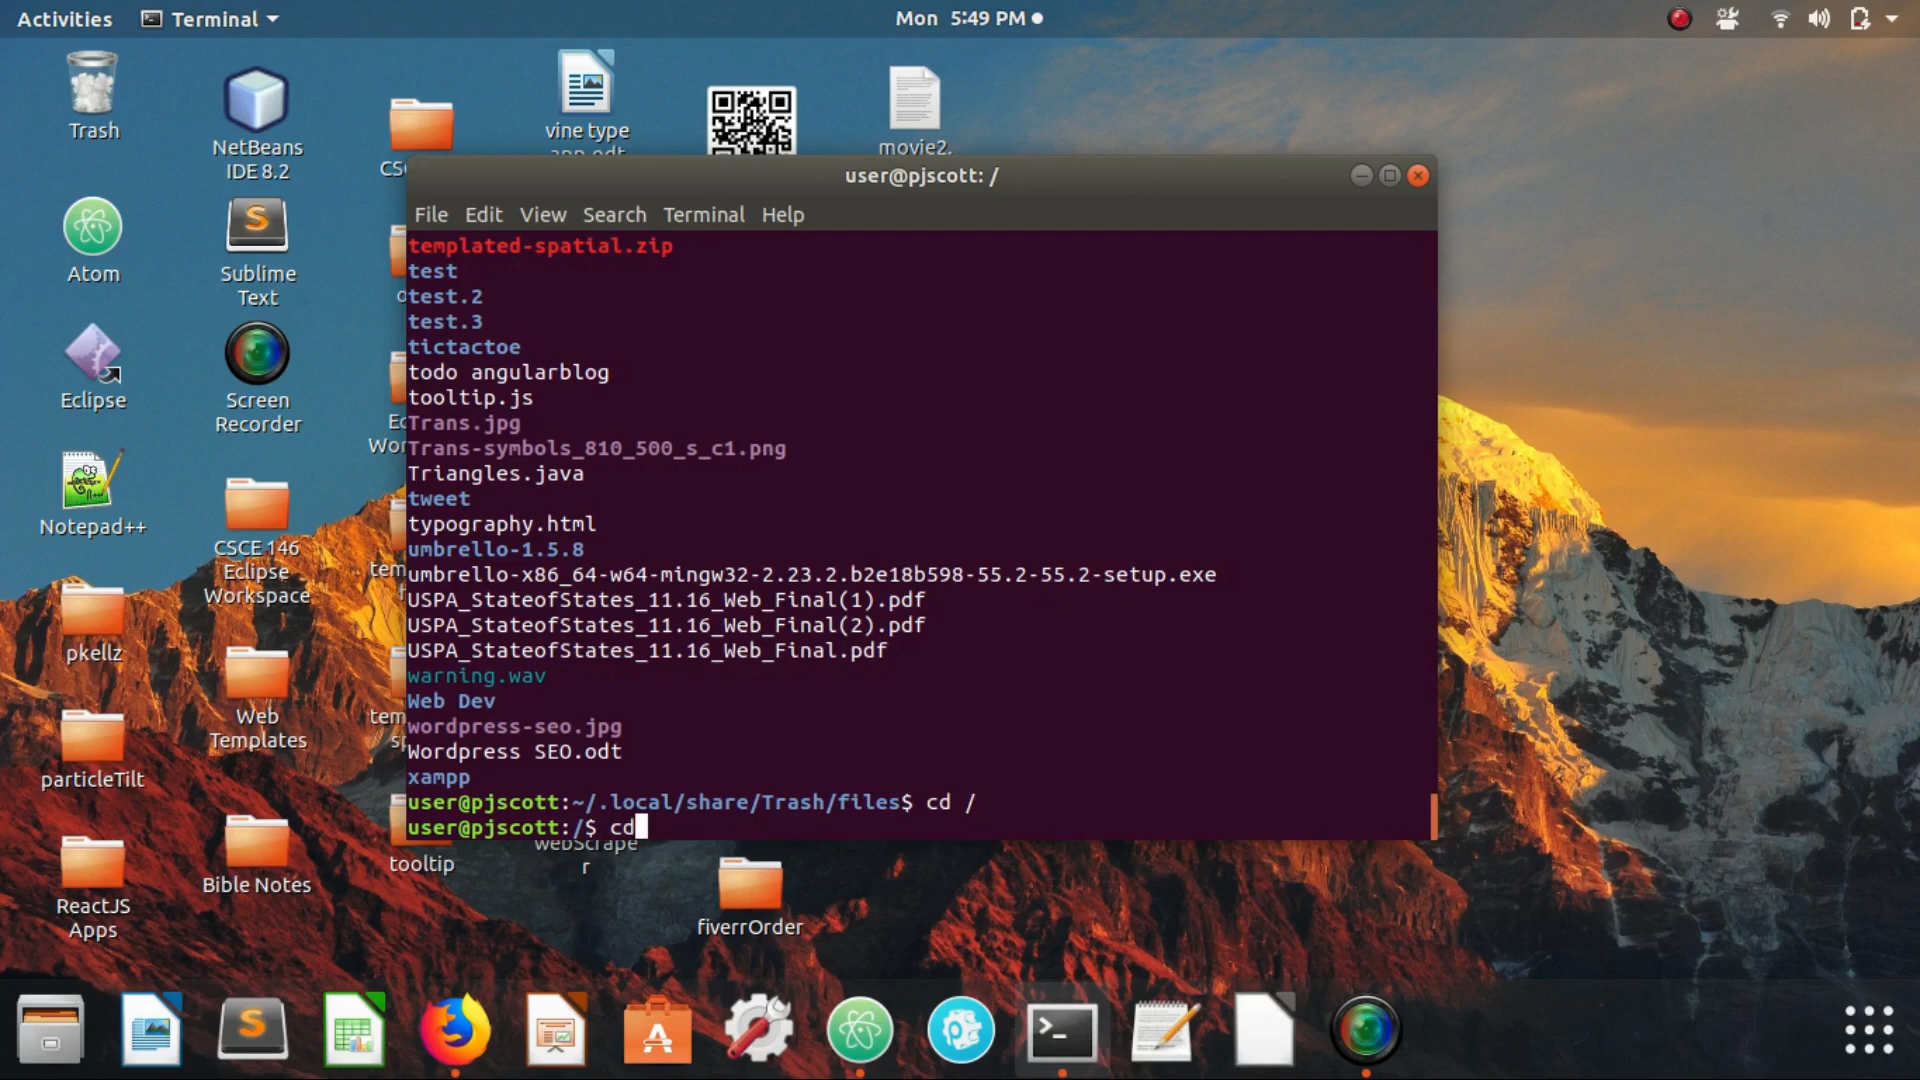 Activities
Terminal
Mon 5:49 PM
Trash
NetBeans
IDE 8.2
vine type
app.odt
movie2.
Atom
Sublime
Text
Eclipse
Screen
Recorder
Notepad++
CSCE 146
Eclipse
Workspace
pkellz
Web
Templates
particleTilt
Bible Notes
ReactJS
Apps
tooltip
webScrape
r
fiverrOrder
user@pjscott: /
File Edit View Search Terminal Help
templated-spatial.zip
test
test.2
test.3
tictactoe
todo angularblog
tooltip.js
Trans.jpg
Trans-symbols_810_500_s_c1.png
Triangles.java
tweet
typography.html
umbrello-1.5.8
umbrello-x86_64-w64-mingw32-2.23.2.b2e18b598-55.2-55.2-setup.exe
USPA_StateofStates_11.16_Web_Final(1).pdf
USPA_StateofStates_11.16_Web_Final(2).pdf
USPA_StateofStates_11.16_Web_Final.pdf
warning.wav
Web Dev
wordpress-seo.jpg
Wordpress SEO.odt
xampp
user@pjscott:~/.local/share/Trash/files$ cd /
user@pjscott:/$ cd